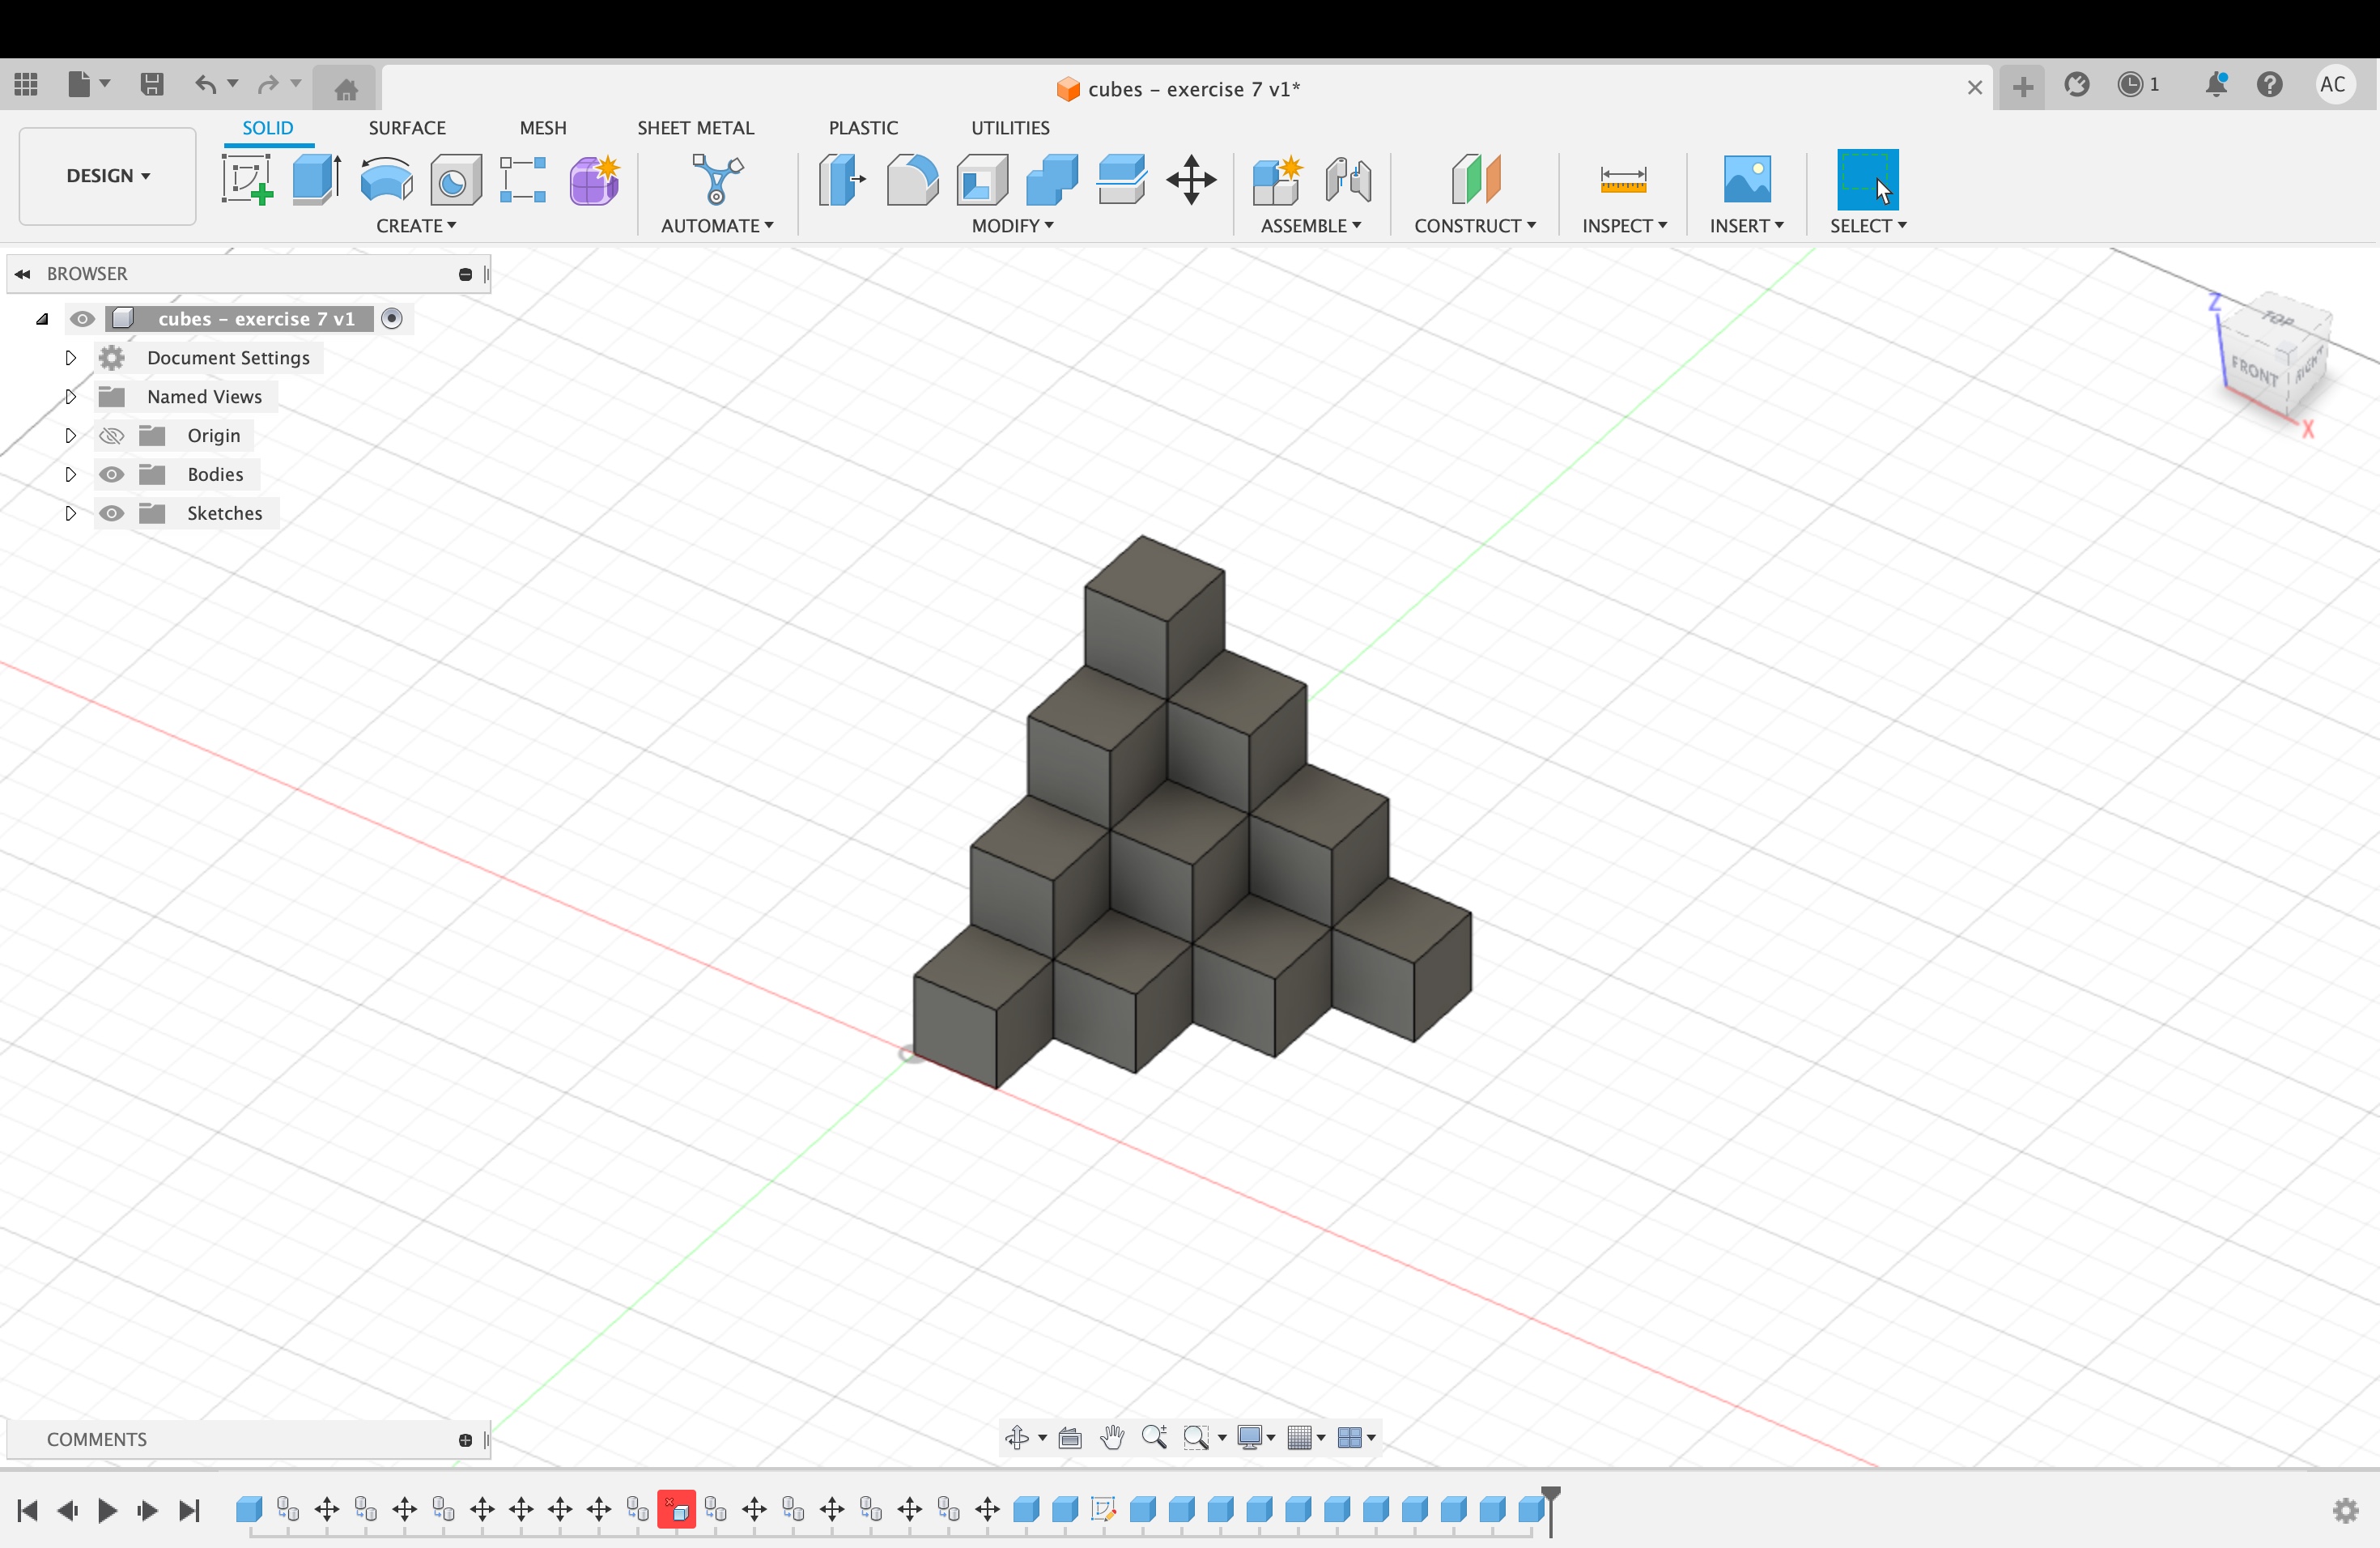 cubes – exercise 7 v1*
1
AC
DESIGN
SOLID
SURFACE
MESH
SHEET METAL
PLASTIC
UTILITIES
CREATE
AUTOMATE
MODIFY
ASSEMBLE
CONSTRUCT
INSPECT
INSERT
SELECT
BROWSER
cubes – exercise 7 v1
Document Settings
Named Views
Origin
Bodies
Sketches
Z
TOP
FRONT
RIGHT
X
COMMENTS